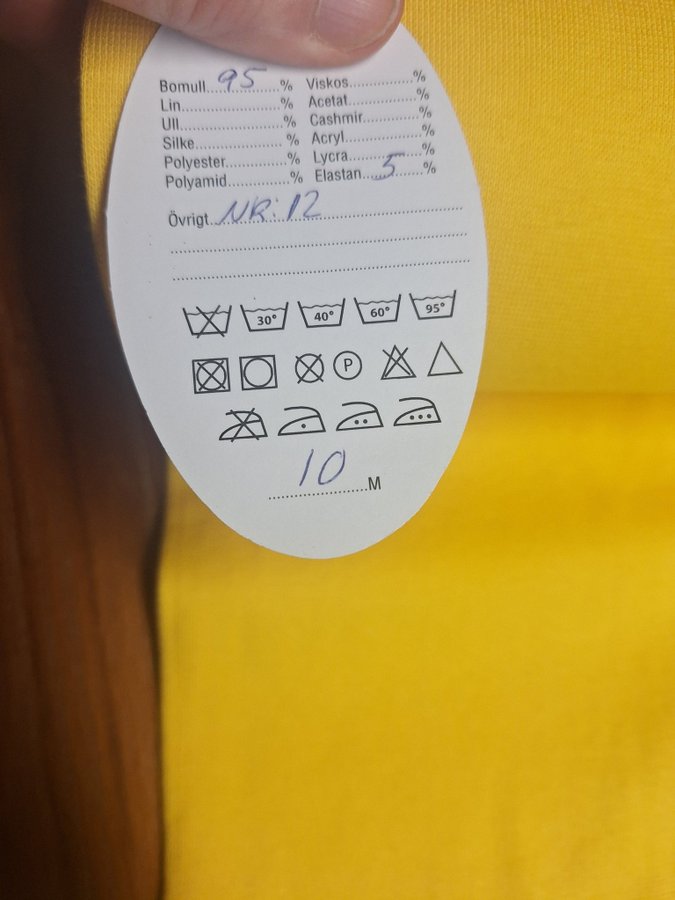 Bomull...95...% Viskos...............%
Lin........................% Acetat................%
Ull.........................% Cashmir..............%
Silke..................... % Acryl..................%
Polyester..............% Lycra.................%
Polyamid..............% Elastan....5......%
Övrigt..NR: 12..............................
30° 40° 60° 95°
P
10
......................M